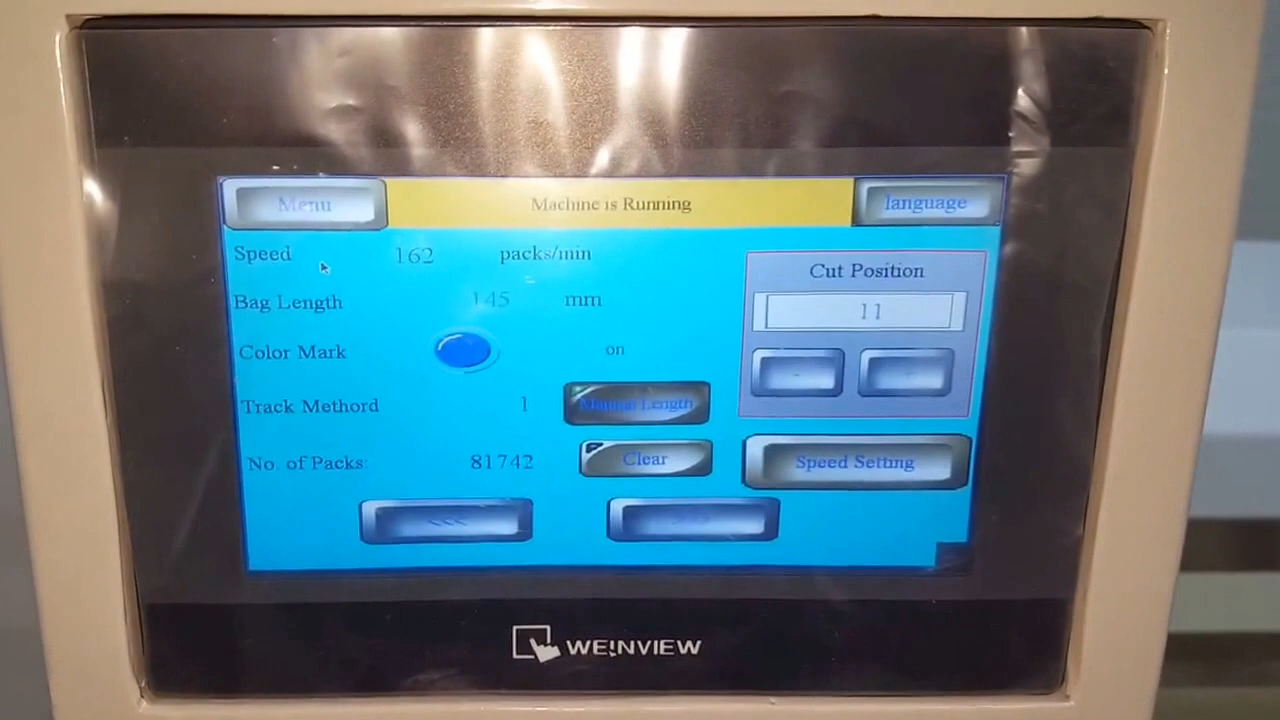 Menu
Machine is Running
language
Speed 162 packs/min
Cut Position
Bag Length 145 mm
11
Color Mark on
- 
Track Methord 1 Manual Length
No. of Packs: 81742 Clear
Speed Setting
<<<
WEINVIEW